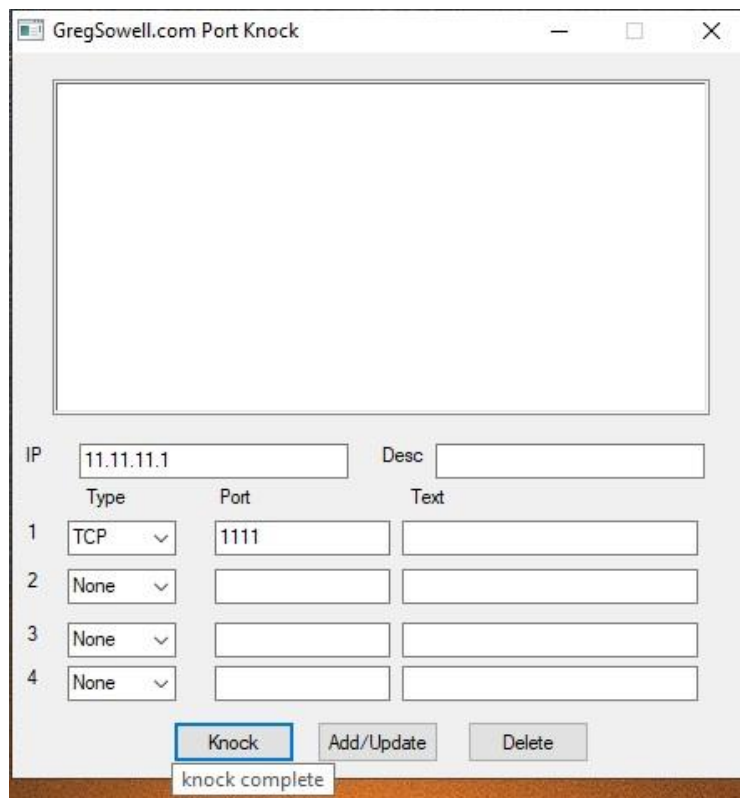 GregSowell.com Port Knock
IP 11.11.11.1 Desc
Type Port Text
1 TCP 1111
2 None
3 None
4 None
Knock Add/Update Delete
knock complete